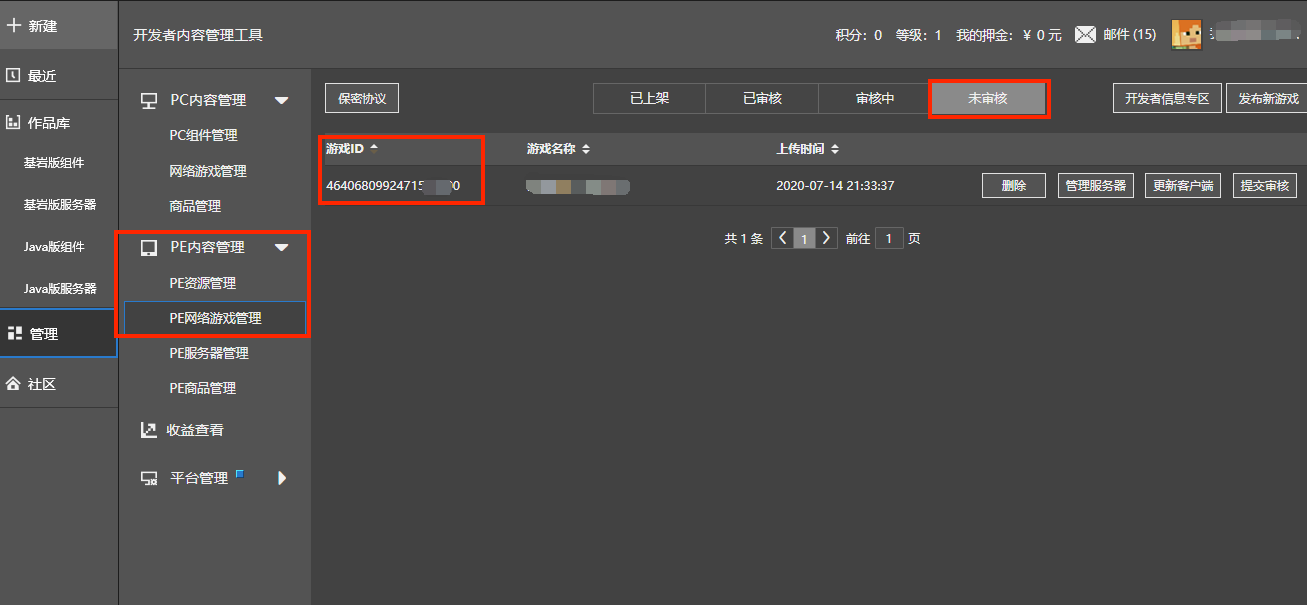 新建
最近
作品库
基岩版组件
基岩版服务器
Java版组件
Java版服务器
管理
社区
开发者内容管理工具
积分：0 等级：1 我的押金：￥ 0 元 邮件 (15)
PC内容管理
PC组件管理
网络游戏管理
商品管理
PE内容管理
PE资源管理
PE网络游戏管理
PE服务器管理
PE商品管理
收益查看
平台管理
保密协议 已上架 已审核 审核中 未审核 开发者信息专区 发布新游戏
游戏ID 游戏名称 上传时间
2020-07-14 21:33:37 删除 管理服务器 更新客户端 提交审核
共 1 条 1 前往 1 页